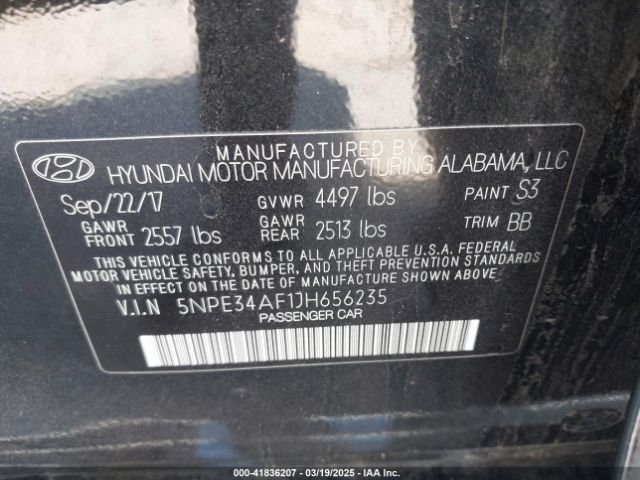 MANUFACTURED BY
HYUNDAI MOTOR MANUFACTURING ALABAMA, LLC
Sep/22/17 GVWR 4497 lbs PAINT S3
GAWR FRONT 2557 lbs GAWR REAR 2513 lbs TRIM BB
THIS VEHICLE CONFORMS TO ALL APPLICABLE U.S.A. FEDERAL
MOTOR VEHICLE SAFETY, BUMPER, AND THEFT PREVENTION STANDARDS
IN EFFECT ON THE DATE OF MANUFACTURE SHOWN ABOVE.
V.I.N 5NPE34AF1JH656235
PASSENGER CAR
000-41836207 - 03/19/2025 - IAA Inc.